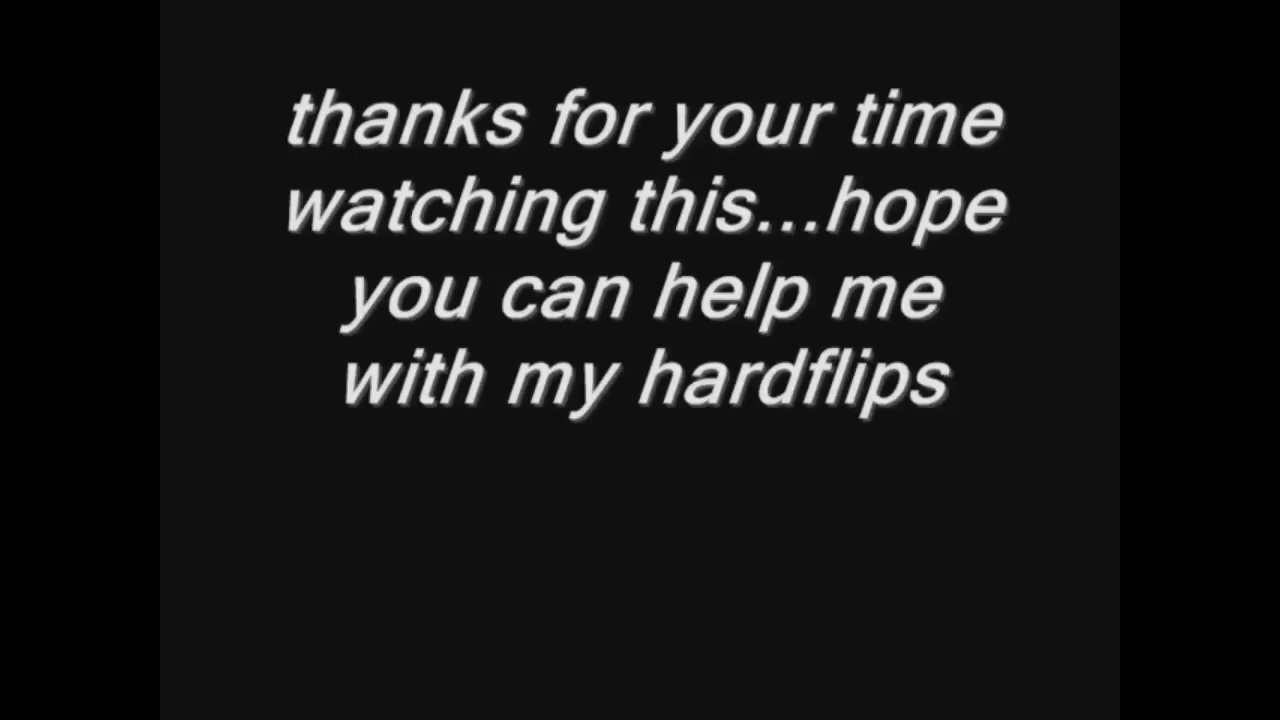 thanks for your time
watching this...hope
you can help me
with my hardflips